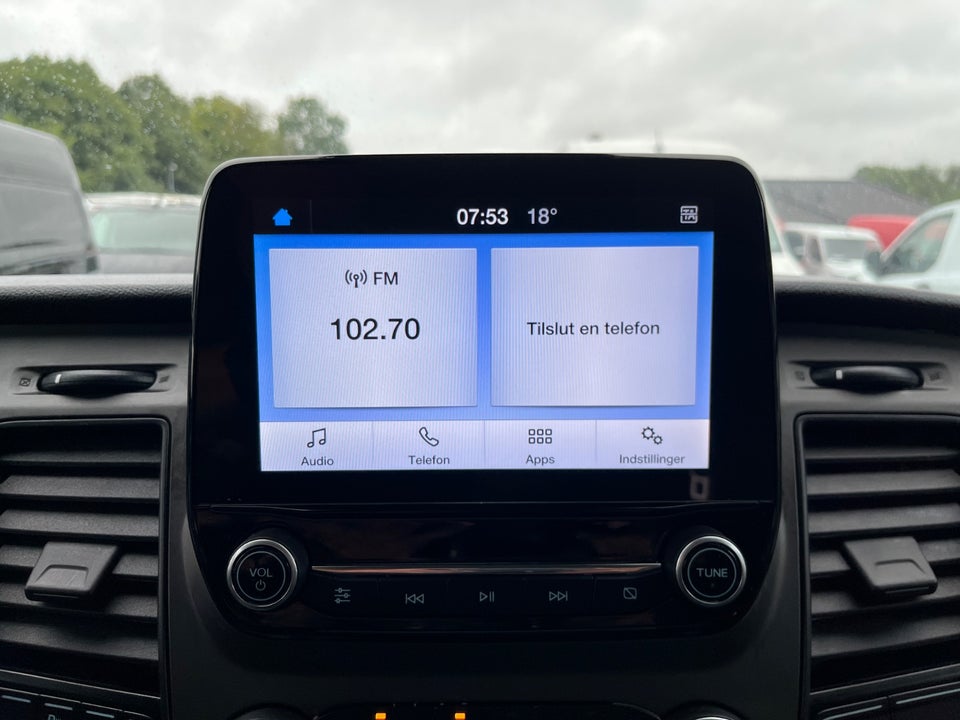 07:53 18°
FM
102.70
Tilslut en telefon
Audio
Telefon
Apps
Indstillinger
VOL
TUNE